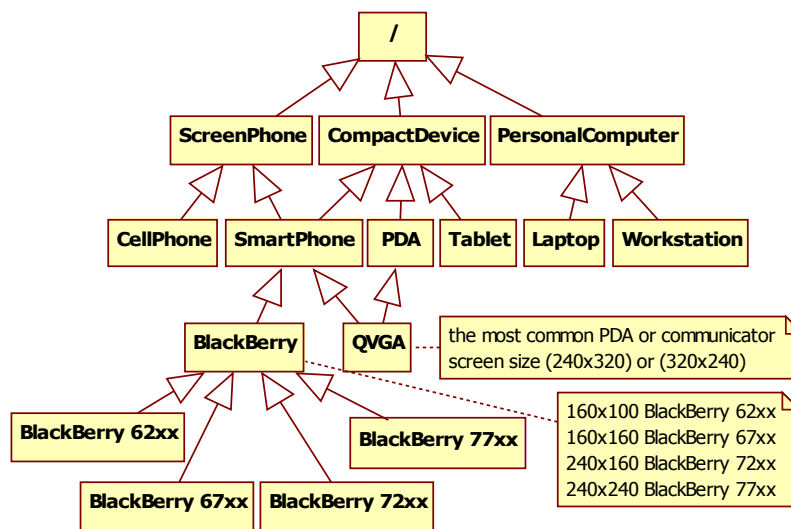 /
ScreenPhone
CompactDevice
PersonalComputer
CellPhone
SmartPhone
PDA
Tablet
Laptop
Workstation
BlackBerry
QVGA
the most common PDA or communicator
screen size (240x320) or (320x240)
BlackBerry 62xx
BlackBerry 77xx
BlackBerry 67xx
BlackBerry 72xx
160x100 BlackBerry 62xx
160x160 BlackBerry 67xx
240x160 BlackBerry 72xx
240x240 BlackBerry 77xx